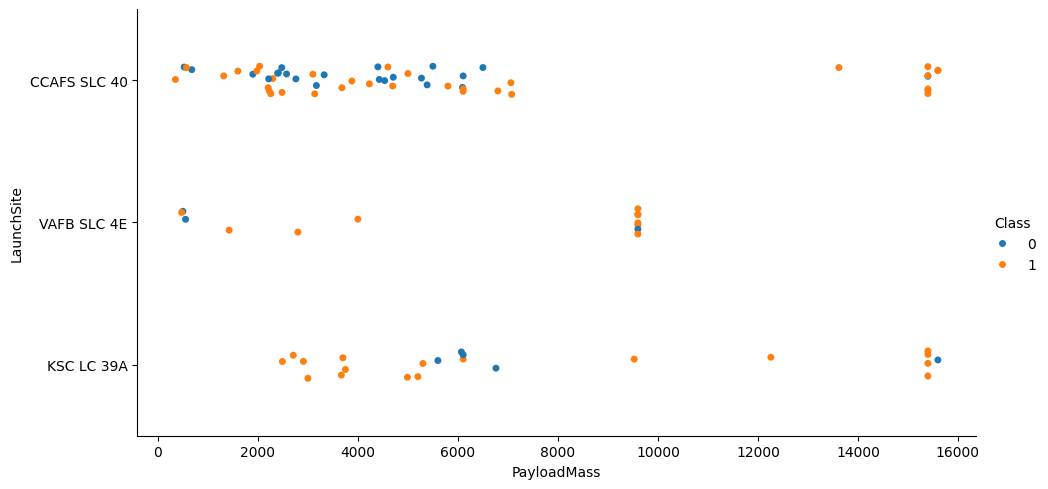 CCAFS SLC 40
VAFB SLC 4E
KSC LC 39A
LaunchSite
0
2000
4000
6000
8000
10000
12000
14000
16000
PayloadMass
Class
0
1